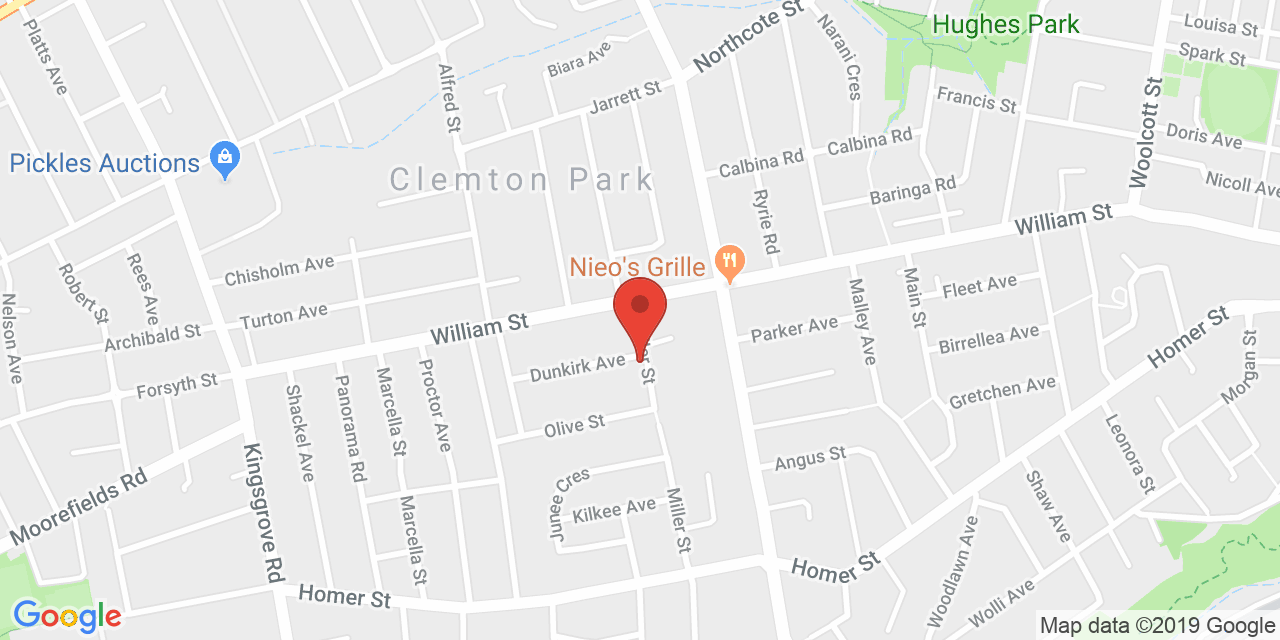 Platts Ave
Northcote St
Narani Cres
Hughes Park
Louisa St
Spark St
Biara Ave
Alfred St
Jarrett St
Francis St
Woolcott St
Doris Ave
Pickles Auctions
Clemton Park
Calbina Rd
Calbina Rd
Baringa Rd
Nicoll Ave
Ryrie Rd
William St
Robert St
Rees Ave
Chisholm Ave
Nieo's Grille
Nelson Ave
Archibald St
Turton Ave
William St
Malley Ave
Main St
Fleet Ave
Parker Ave
Birrellea Ave
Homer St
Morgan St
Forsyth St
Dunkirk Ave
Shackel Ave
Panorama Rd
Marcella St
Proctor Ave
Gretchen Ave
Olive St
Leonora St
Moorefields Rd
Kingsgrove Rd
Angus St
Junee Cres
Kilkee Ave
Miller St
Marcella St
Shaw Ave
Homer St
Homer St
Woodlawn Ave
Wolli Ave
Google
Map data ©2019 Google